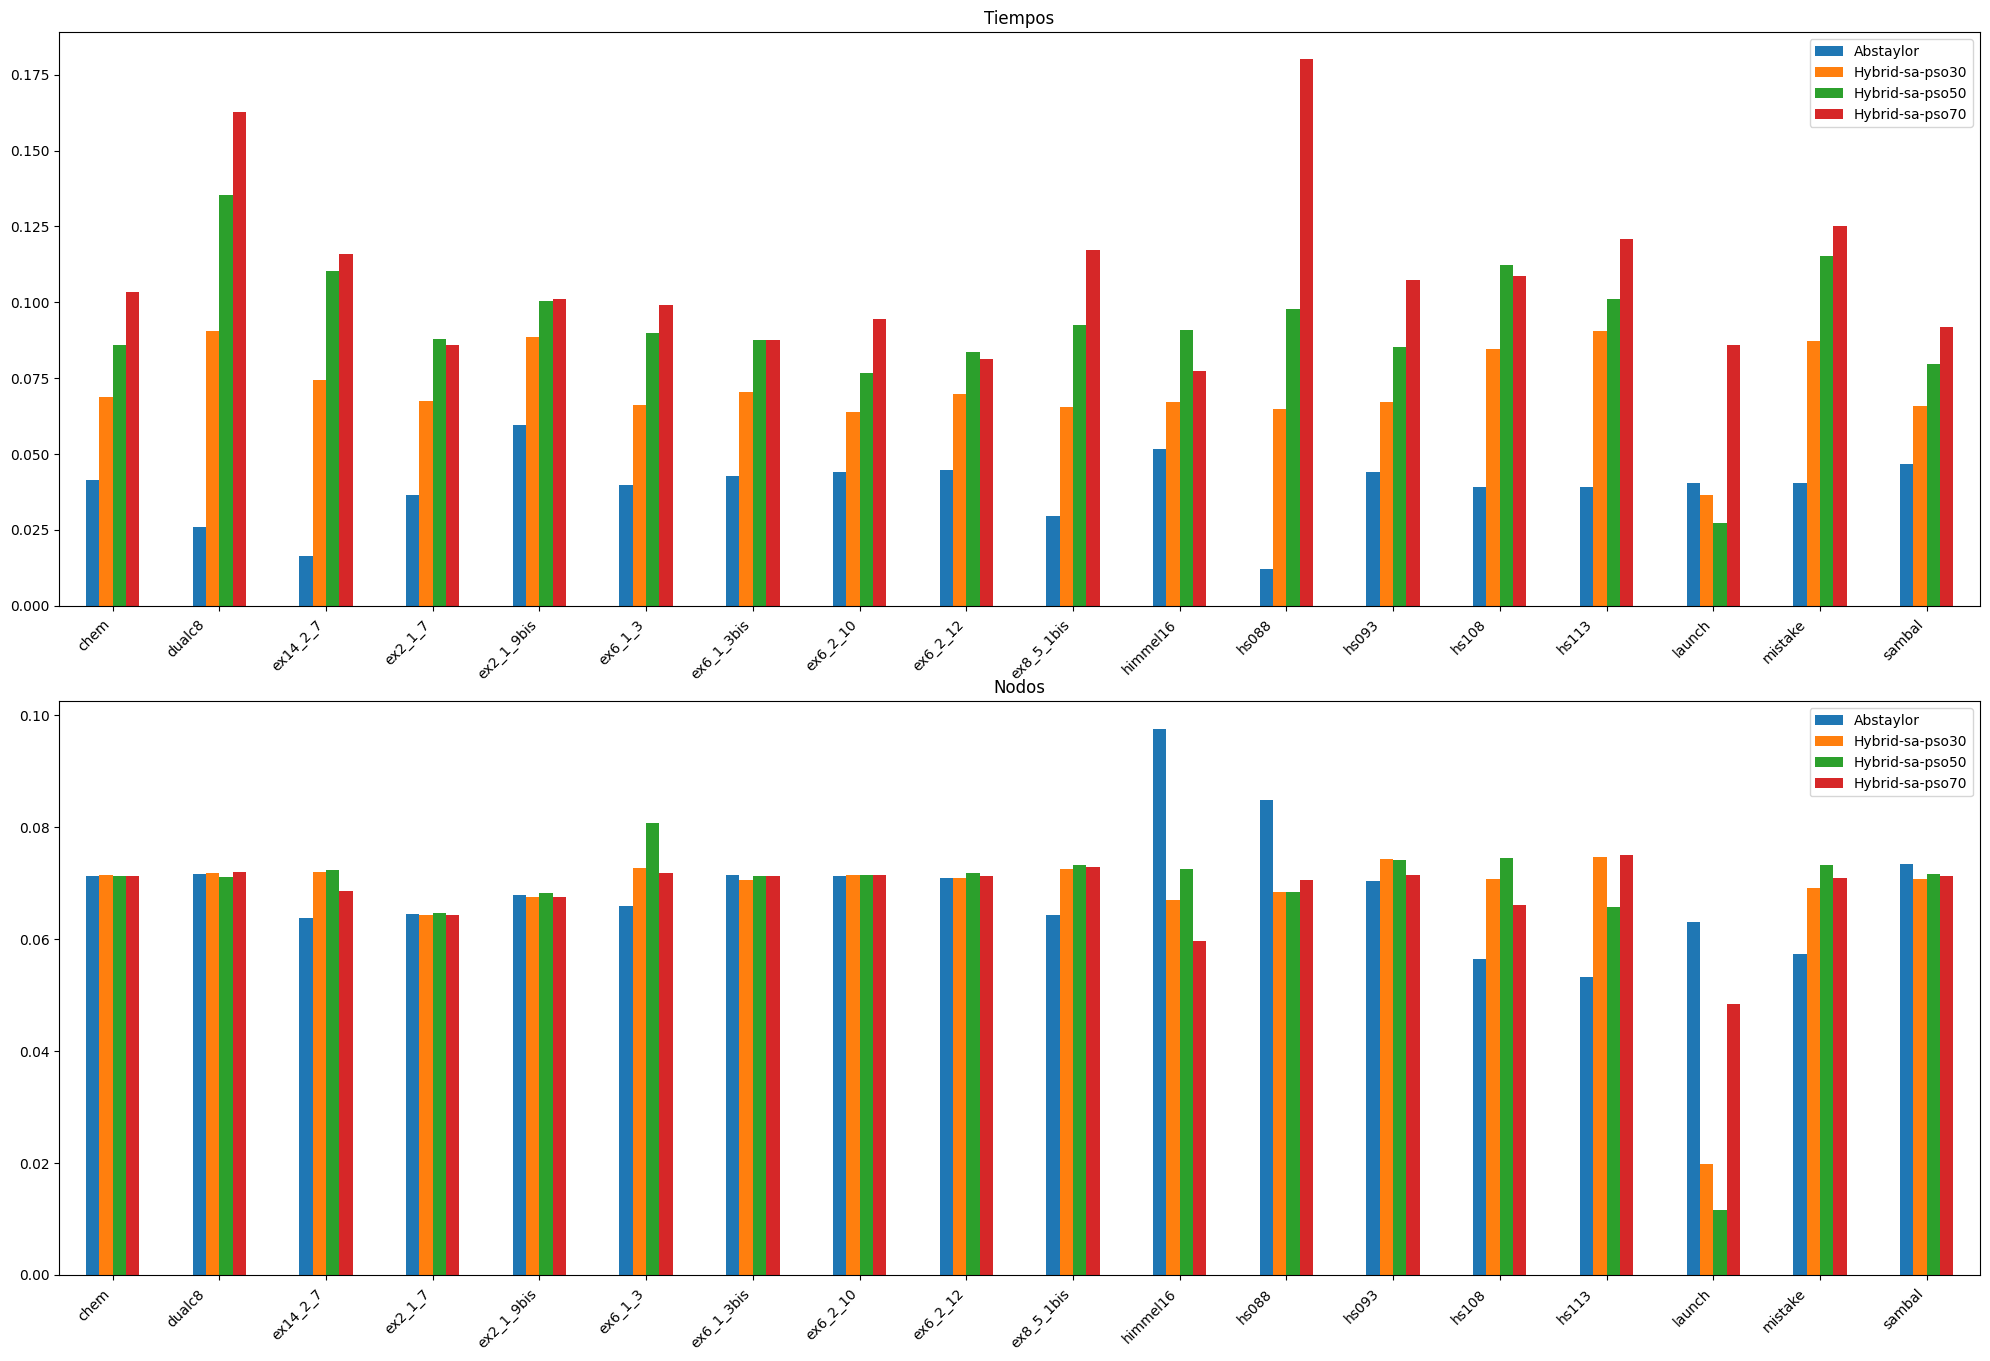 Tiempos
0.175
0.150
0.125
0.100
0.075
0.050
0.025
0.000
Abstaylor
Hybrid-sa-pso30
Hybrid-sa-pso50
Hybrid-sa-pso70
chem
dualc8
ex14_2_7
ex2_1_7
ex2_1_9bis
ex6_1_3
ex6_1_3bis
ex6_2_10
ex6_2_12
ex8_5_1bis
himmel16
hs088
hs093
hs108
hs113
launch
mistake
sambal
Nodos
0.10
0.08
0.06
0.04
0.02
0.00
Abstaylor
Hybrid-sa-pso30
Hybrid-sa-pso50
Hybrid-sa-pso70
chem
dualc8
ex14_2_7
ex2_1_7
ex2_1_9bis
ex6_1_3
ex6_1_3bis
ex6_2_10
ex6_2_12
ex8_5_1bis
himmel16
hs088
hs093
hs108
hs113
launch
mistake
sambal